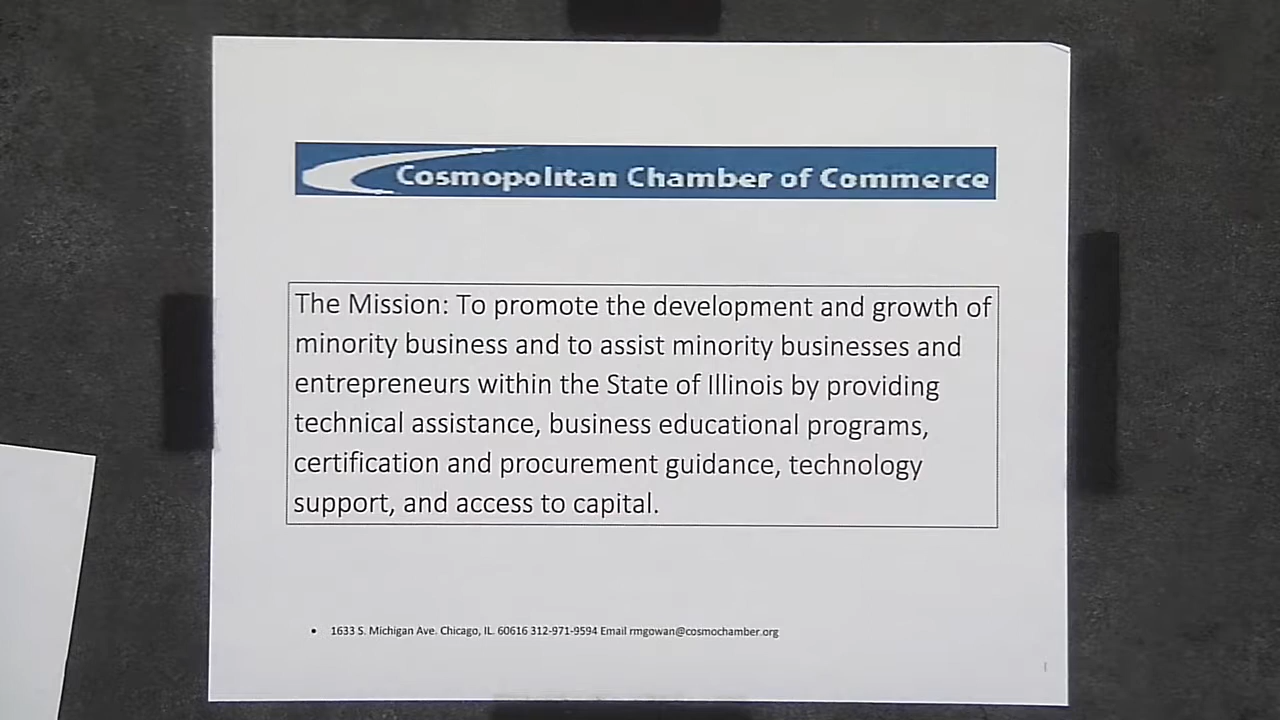 Cosmopolitan Chamber of Commerce
The Mission: To promote the development and growth of
minority business and to assist minority businesses and
entrepreneurs within the State of Illinois by providing
technical assistance, business educational programs,
certification and procurement guidance, technology
support, and access to capital.
• 1633 S. Michigan Ave. Chicago, IL. 60616 312-971-9594 Email rmgowan@cosmochamber.org